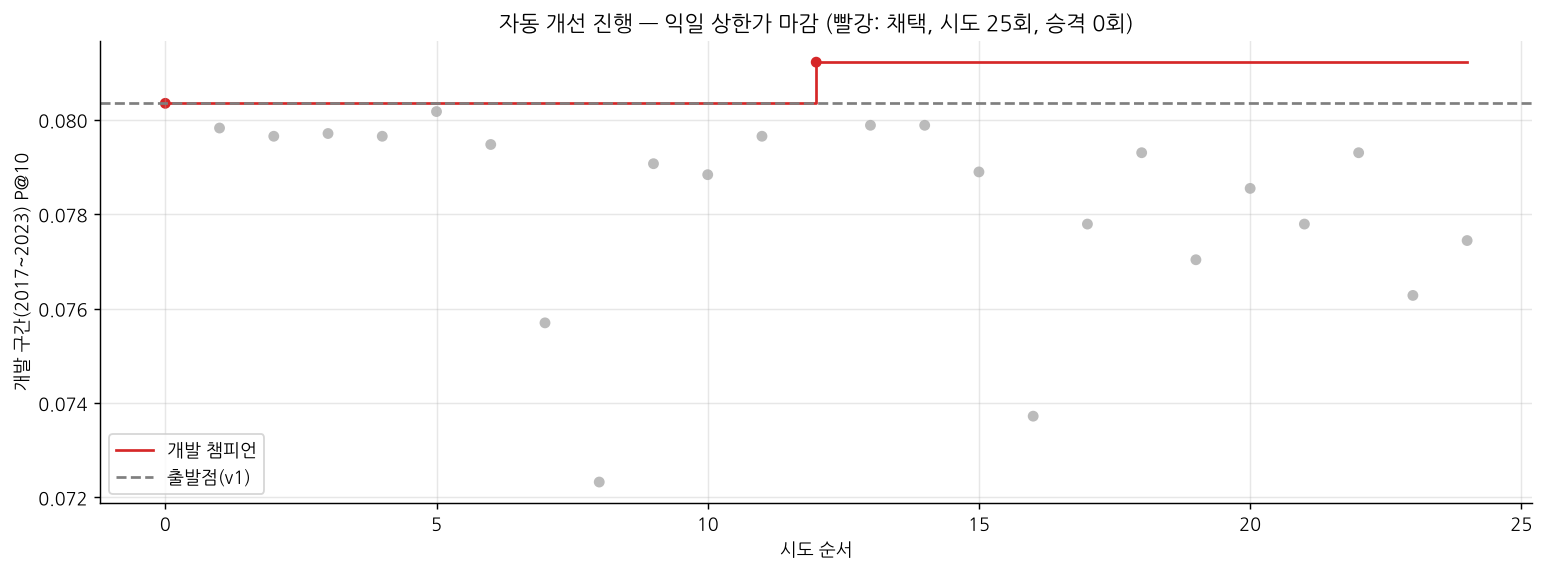 자동 개선 진행 — 익일 상한가 마감 (빨강: 채택, 시도 25회, 승격 0회)
개발 구간(2017~2023) P@10
0.080
0.078
0.076
0.074
0.072
개발 챔피언
출발점(v1)
0
5
10
15
20
25
시도 순서